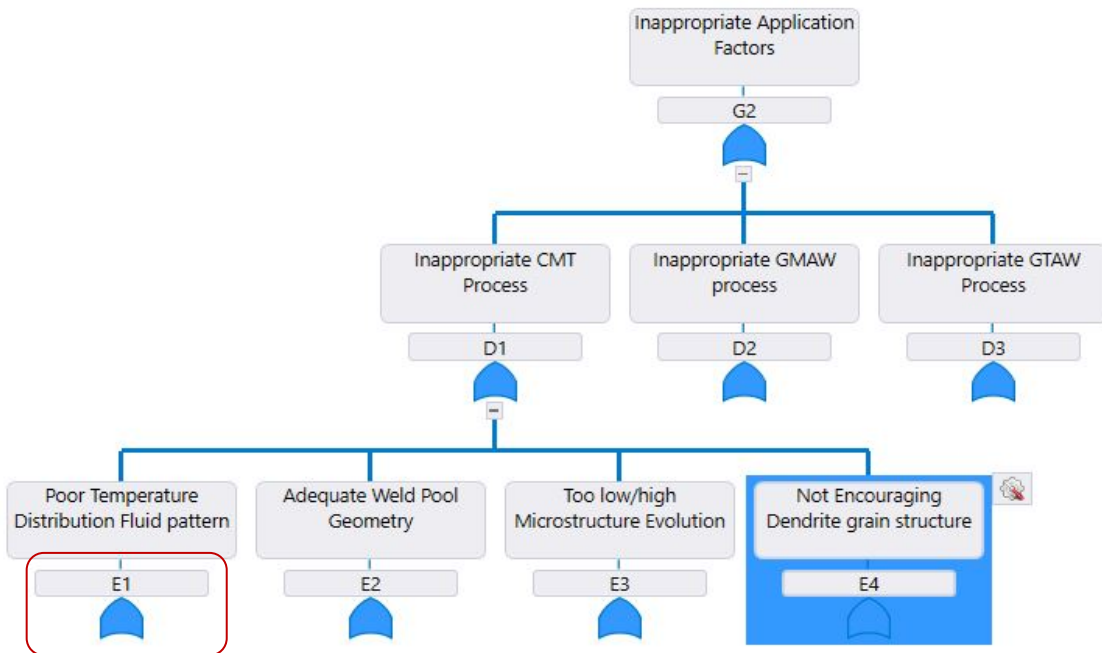 Inappropriate Application
Factors
G2
Inappropriate CMT
Process
Inappropriate GMAW
process
Inappropriate GTAW
Process
D1
D2
D3
Poor Temperature
Distribution Fluid pattern
Adequate Weld Pool
Geometry
Too low/high
Microstructure Evolution
Not Encouraging
Dendrite grain structure
E1
E2
E3
E4